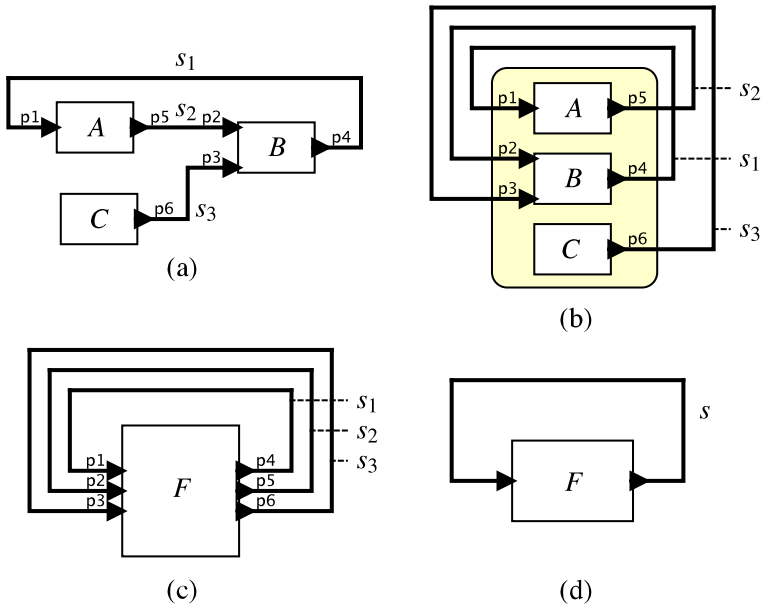 s1
p1 A p5 s2 p2 B p4
p3
C p6 s3
(a)
p1 A p5 s2
p2 B p4 s1
p3
C p6 s3
(b)
s1
s2
s3
p1 p4
p2 F p5
p3 p6
(c)
s
F
(d)